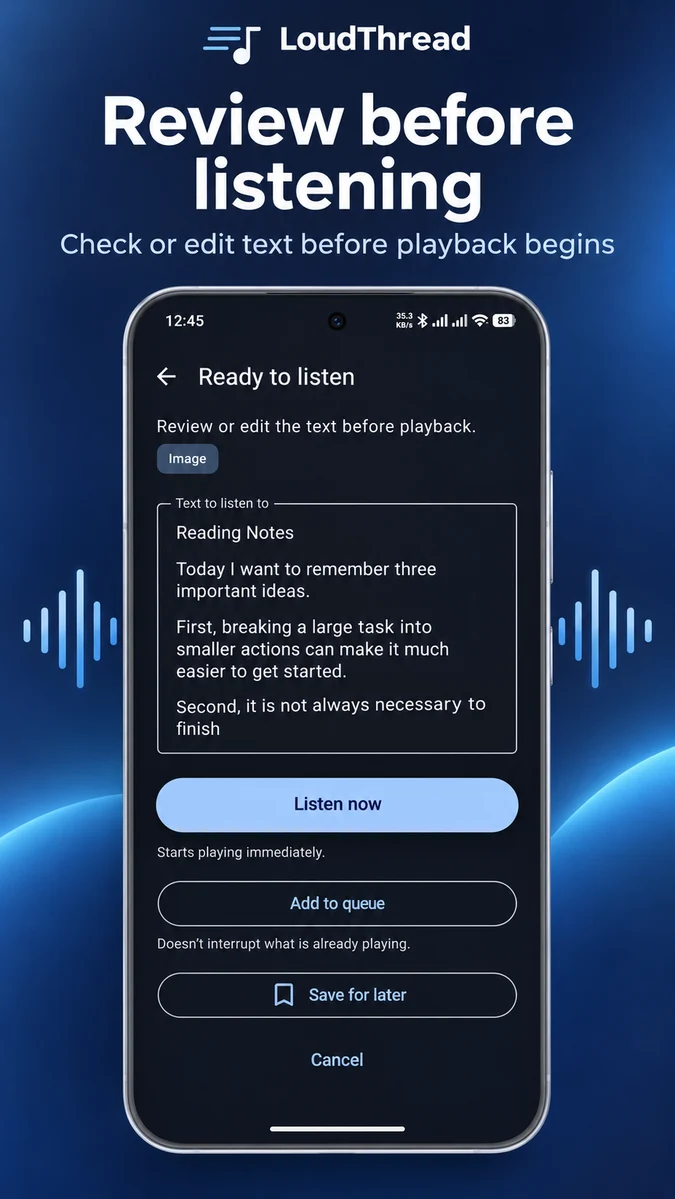 LoudThread
Review before
listening
Check or edit text before playback begins
12:45
35.3
KB/s
83
Ready to listen
Review or edit the text before playback.
Image
Text to listen to
Reading Notes
Today I want to remember three
important ideas.
First, breaking a large task into
smaller actions can make it much
easier to get started.
Second, it is not always necessary to
finish
Listen now
Starts playing immediately.
Add to queue
Doesn’t interrupt what is already playing.
Save for later
Cancel